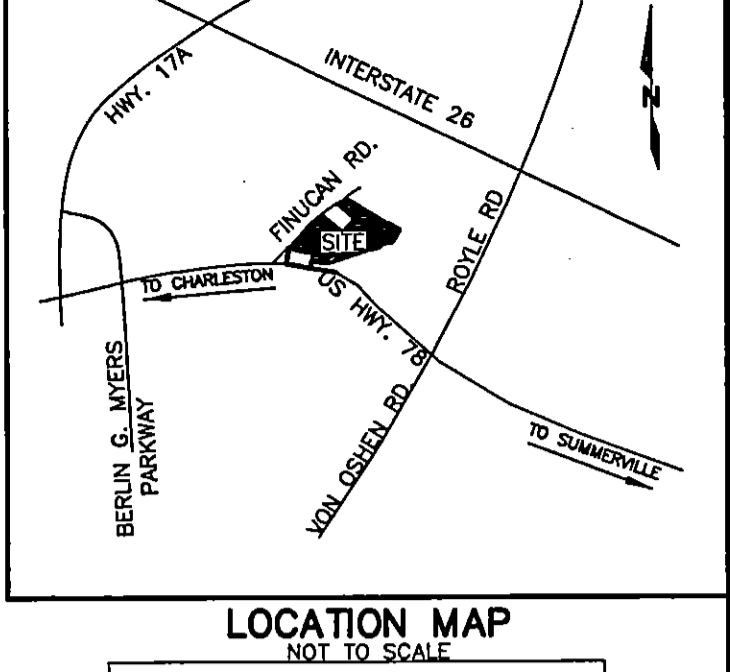 HWY. 17A
INTERSTATE 26
N
FINUCAN RD.
SITE
ROYLE RD
TO CHARLESTON
US HWY. 78
BERLIN G. MYERS
PARKWAY
VON OSHEN RD.
TO SUMMERVILLE
LOCATION MAP
NOT TO SCALE